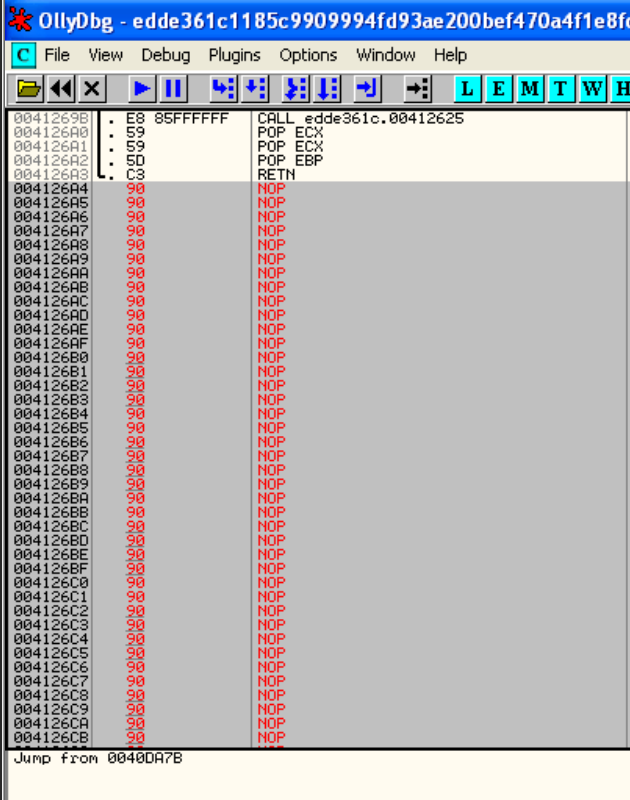 OllyDbg - edde361c1185c9909994fd93ae200bef470a4f1e8f
C File View Debug Plugins Options Window Help
L E M T W H
0041269B . E8 85FFFFFF CALL edde361c.00412625
004126A0 . 59 POP ECX
004126A1 . 59 POP ECX
004126A2 . 5D POP EBP
004126A3 . C3 RETN
004126A4 90 NOP
004126A5 90 NOP
004126A6 90 NOP
004126A7 90 NOP
004126A8 90 NOP
004126A9 90 NOP
004126AA 90 NOP
004126AB 90 NOP
004126AC 90 NOP
004126AD 90 NOP
004126AE 90 NOP
004126AF 90 NOP
004126B0 90 NOP
004126B1 90 NOP
004126B2 90 NOP
004126B3 90 NOP
004126B4 90 NOP
004126B5 90 NOP
004126B6 90 NOP
004126B7 90 NOP
004126B8 90 NOP
004126B9 90 NOP
004126BA 90 NOP
004126BB 90 NOP
004126BC 90 NOP
004126BD 90 NOP
004126BE 90 NOP
004126BF 90 NOP
004126C0 90 NOP
004126C1 90 NOP
004126C2 90 NOP
004126C3 90 NOP
004126C4 90 NOP
004126C5 90 NOP
004126C6 90 NOP
004126C7 90 NOP
004126C8 90 NOP
004126C9 90 NOP
004126CA 90 NOP
004126CB 90 NOP
Jump from 0040DA7B